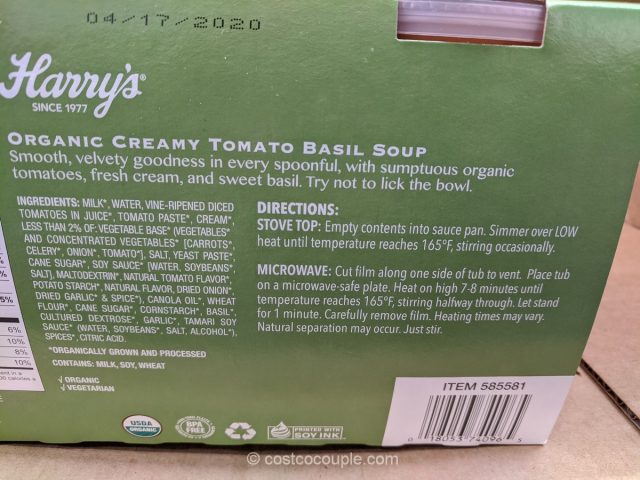 04/17/2020
Harry's®
SINCE 1977
ORGANIC CREAMY TOMATO BASIL SOUP
Smooth, velvety goodness in every spoonful, with sumptuous organic
tomatoes, fresh cream, and sweet basil. Try not to lick the bowl.
INGREDIENTS: MILK*, WATER, VINE-RIPENED DICED
TOMATOES IN JUICE*, TOMATO PASTE*, CREAM*,
LESS THAN 2% OF: VEGETABLE BASE* (VEGETABLES*
AND CONCENTRATED VEGETABLES* [CARROTS*,
CELERY*, ONION*, TOMATO*], SALT, YEAST PASTE*,
CANE SUGAR*, SOY SAUCE* [WATER, SOYBEANS*,
SALT], MALTODEXTRIN*, NATURAL TOMATO FLAVOR*,
POTATO STARCH*, NATURAL FLAVOR, DRIED ONION*,
DRIED GARLIC* & SPICE*), CANOLA OIL*, WHEAT
FLOUR*, CANE SUGAR*, CORNSTARCH*, BASIL*,
CULTURED DEXTROSE*, GARLIC*, TAMARI SOY
SAUCE* (WATER, SOYBEANS*, SALT, ALCOHOL*),
SPICES*, CITRIC ACID.
*ORGANICALLY GROWN AND PROCESSED
CONTAINS: MILK, SOY, WHEAT
√ ORGANIC
√ VEGETARIAN
DIRECTIONS:
STOVE TOP: Empty contents into sauce pan. Simmer over LOW
heat until temperature reaches 165°F, stirring occasionally.
MICROWAVE: Cut film along one side of tub to vent. Place tub
on a microwave-safe plate. Heat on high 7-8 minutes until
temperature reaches 165°F, stirring halfway through. Let stand
for 1 minute. Carefully remove film. Heating times may vary.
Natural separation may occur. Just stir.
5%
6%
10%
8%
10%
USDA
ORGANIC
BPA
FREE
PRINTED WITH
SOY INK
ITEM 585581
0 18053 74096 5
© costcocouple.com